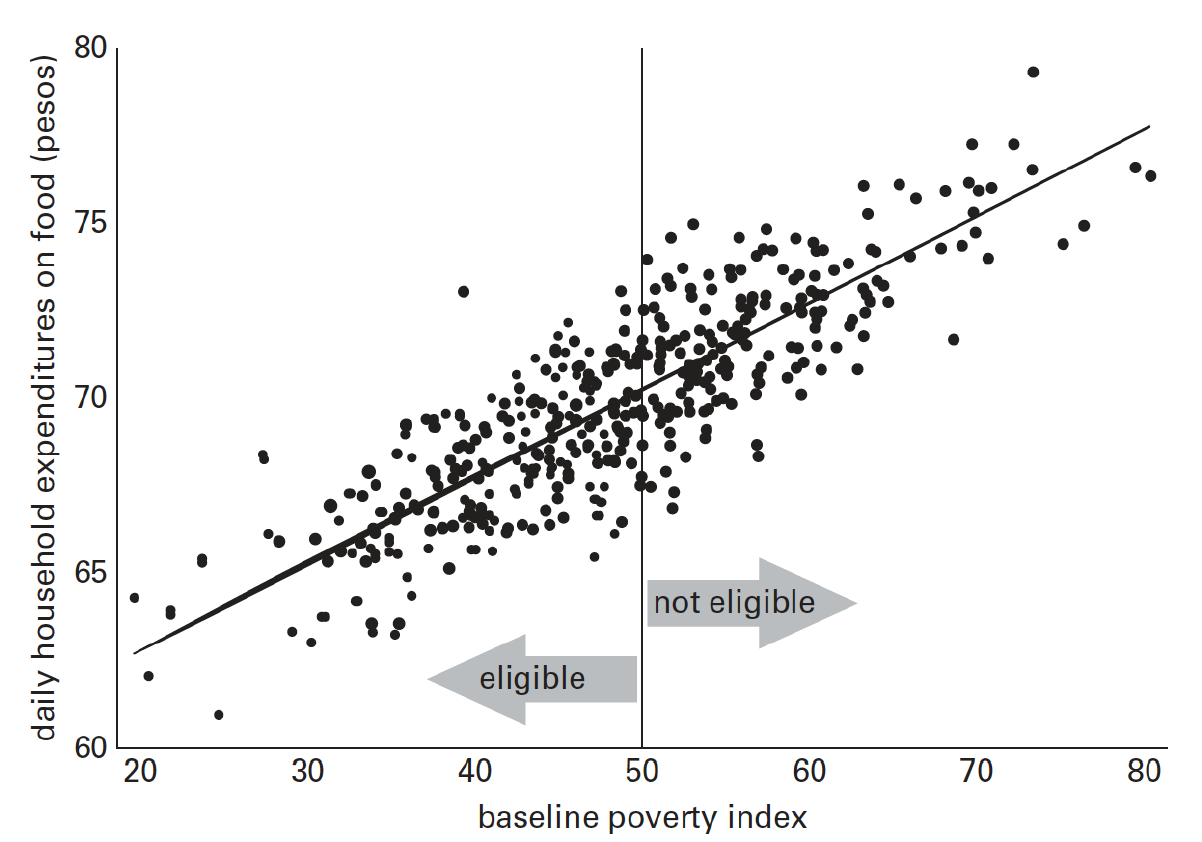 daily household expenditures on food (pesos)
80
75
70
65
60
not eligible
eligible
20 30 40 50 60 70 80
baseline poverty index